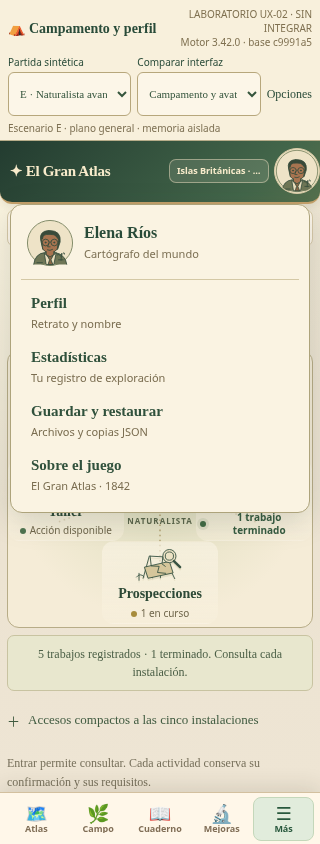 ⛺ Campamento y perfil
LABORATORIO UX-02 · SIN
INTEGRAR
Motor 3.42.0 · base c9991a5
Partida sintética
Comparar interfaz
E · Naturalista avan
Campamento y avat
Opciones
Escenario E · plano general · memoria aislada
✦ El Gran Atlas
Islas Británicas · ...
Elena Ríos
Cartógrafo del mundo
Perfil
Retrato y nombre
Estadísticas
Tu registro de exploración
Guardar y restaurar
Archivos y copias JSON
Sobre el juego
El Gran Atlas · 1842
Taller
Acción disponible
NATURALISTA
1 trabajo
terminado
Prospecciones
1 en curso
5 trabajos registrados · 1 terminado. Consulta cada
instalación.
+ Accesos compactos a las cinco instalaciones
Entrar permite consultar. Cada actividad conserva su
confirmación y sus requisitos.
Atlas
Campo
Cuaderno
Mejoras
Más